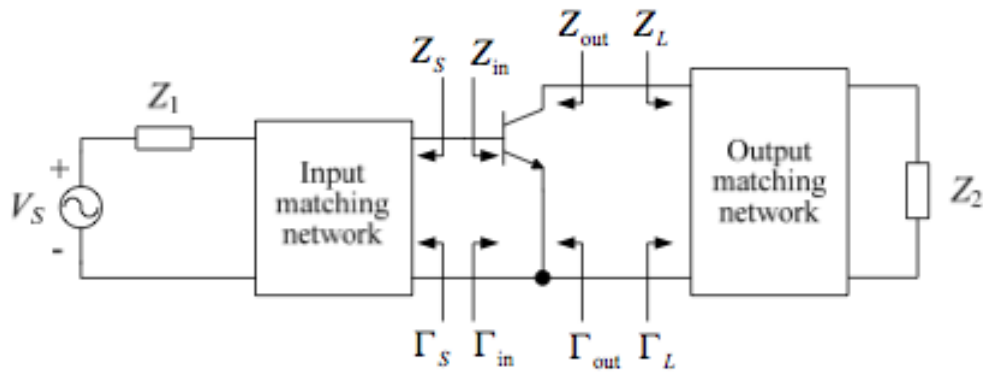 Z_S Z_in Z_out Z_L
Z_1
+
V_S
-
Input
matching
network
Output
matching
network
Z_2
Γ_S Γ_in Γ_out Γ_L